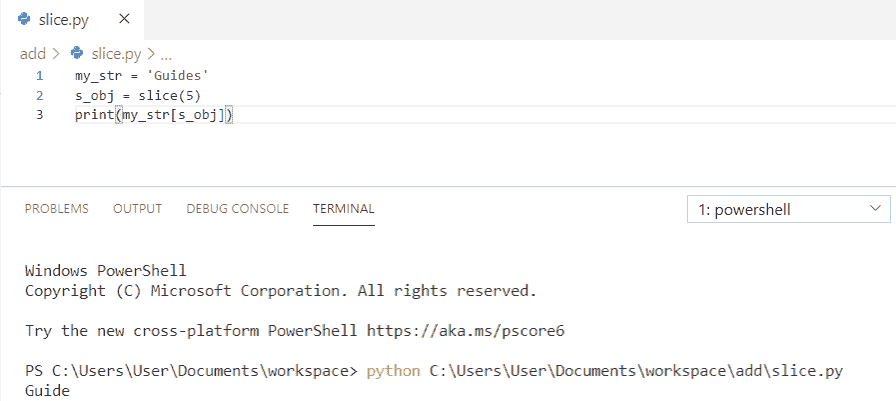 slice.py ×
add > slice.py > ...
1 my_str = 'Guides'
2 s_obj = slice(5)
3 print(my_str[s_obj])
PROBLEMS OUTPUT DEBUG CONSOLE TERMINAL 1: powershell
Windows PowerShell
Copyright (C) Microsoft Corporation. All rights reserved.
Try the new cross-platform PowerShell https://aka.ms/pscore6
PS C:\Users\User\Documents\workspace> python C:\Users\User\Documents\workspace\add\slice.py
Guide